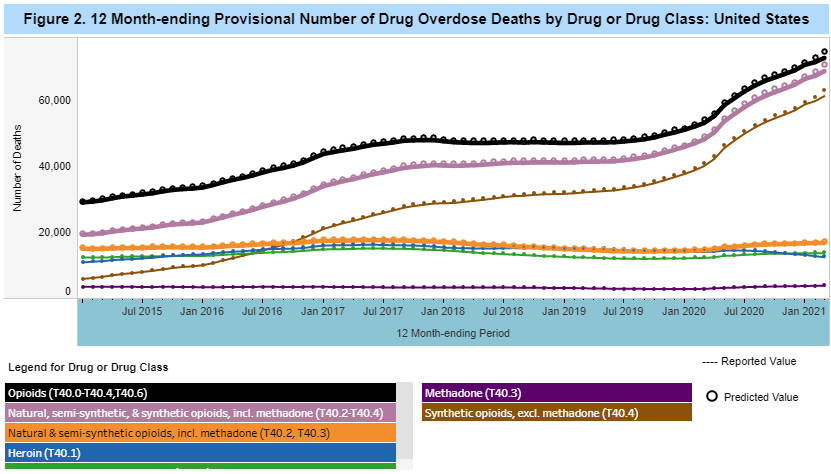 Figure 2. 12 Month-ending Provisional Number of Drug Overdose Deaths by Drug or Drug Class: United States
Number of Deaths
60,000
40,000
20,000
0
Jul 2015 Jan 2016 Jul 2016 Jan 2017 Jul 2017 Jan 2018 Jul 2018 Jan 2019 Jul 2019 Jan 2020 Jul 2020 Jan 2021
12 Month-ending Period
Legend for Drug or Drug Class
Opioids (T40.0-T40.4,T40.6)
Natural, semi-synthetic, & synthetic opioids, incl. methadone (T40.2-T40.4)
Natural & semi-synthetic opioids, incl. methadone (T40.2, T40.3)
Heroin (T40.1)
Methadone (T40.3)
Synthetic opioids, excl. methadone (T40.4)
---- Reported Value
Predicted Value